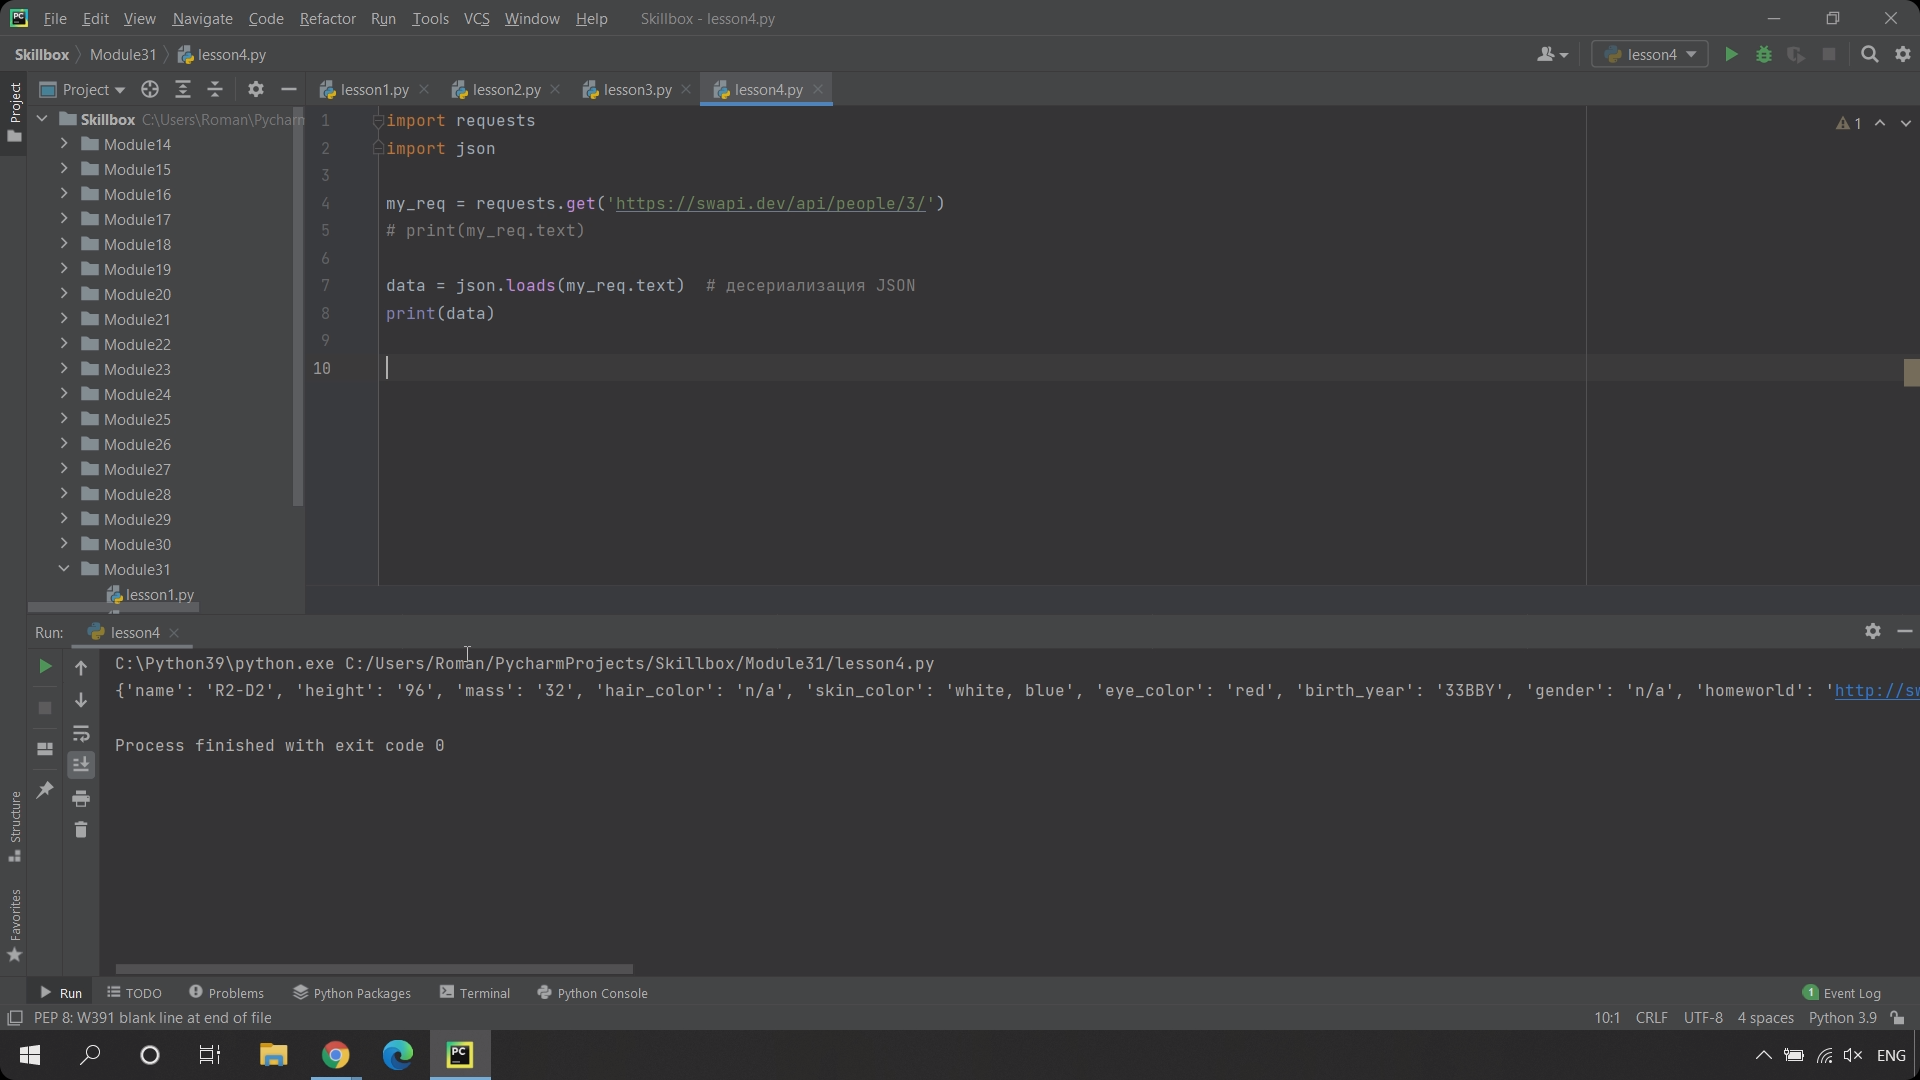 File Edit View Navigate Code Refactor Run Tools VCS Window Help Skillbox - lesson4.py
Skillbox Module31 lesson4.py lesson4
Project lesson1.py lesson2.py lesson3.py lesson4.py
Project
Skillbox C:\Users\Roman\Pycharm
Module14
Module15
Module16
Module17
Module18
Module19
Module20
Module21
Module22
Module23
Module24
Module25
Module26
Module27
Module28
Module29
Module30
Module31
lesson1.py
1 import requests
2 import json
3
4 my_req = requests.get('https://swapi.dev/api/people/3/')
5 # print(my_req.text)
6
7 data = json.loads(my_req.text)  # десериализация JSON
8 print(data)
9
10
1
Run: lesson4
C:\Python39\python.exe C:/Users/Roman/PycharmProjects/Skillbox/Module31/lesson4.py
{'name': 'R2-D2', 'height': '96', 'mass': '32', 'hair_color': 'n/a', 'skin_color': 'white, blue', 'eye_color': 'red', 'birth_year': '33BBY', 'gender': 'n/a', 'homeworld': 'http://sw
Process finished with exit code 0
Structure
Favorites
Run TODO Problems Python Packages Terminal Python Console 1 Event Log
PEP 8: W391 blank line at end of file 10:1 CRLF UTF-8 4 spaces Python 3.9
PC ENG